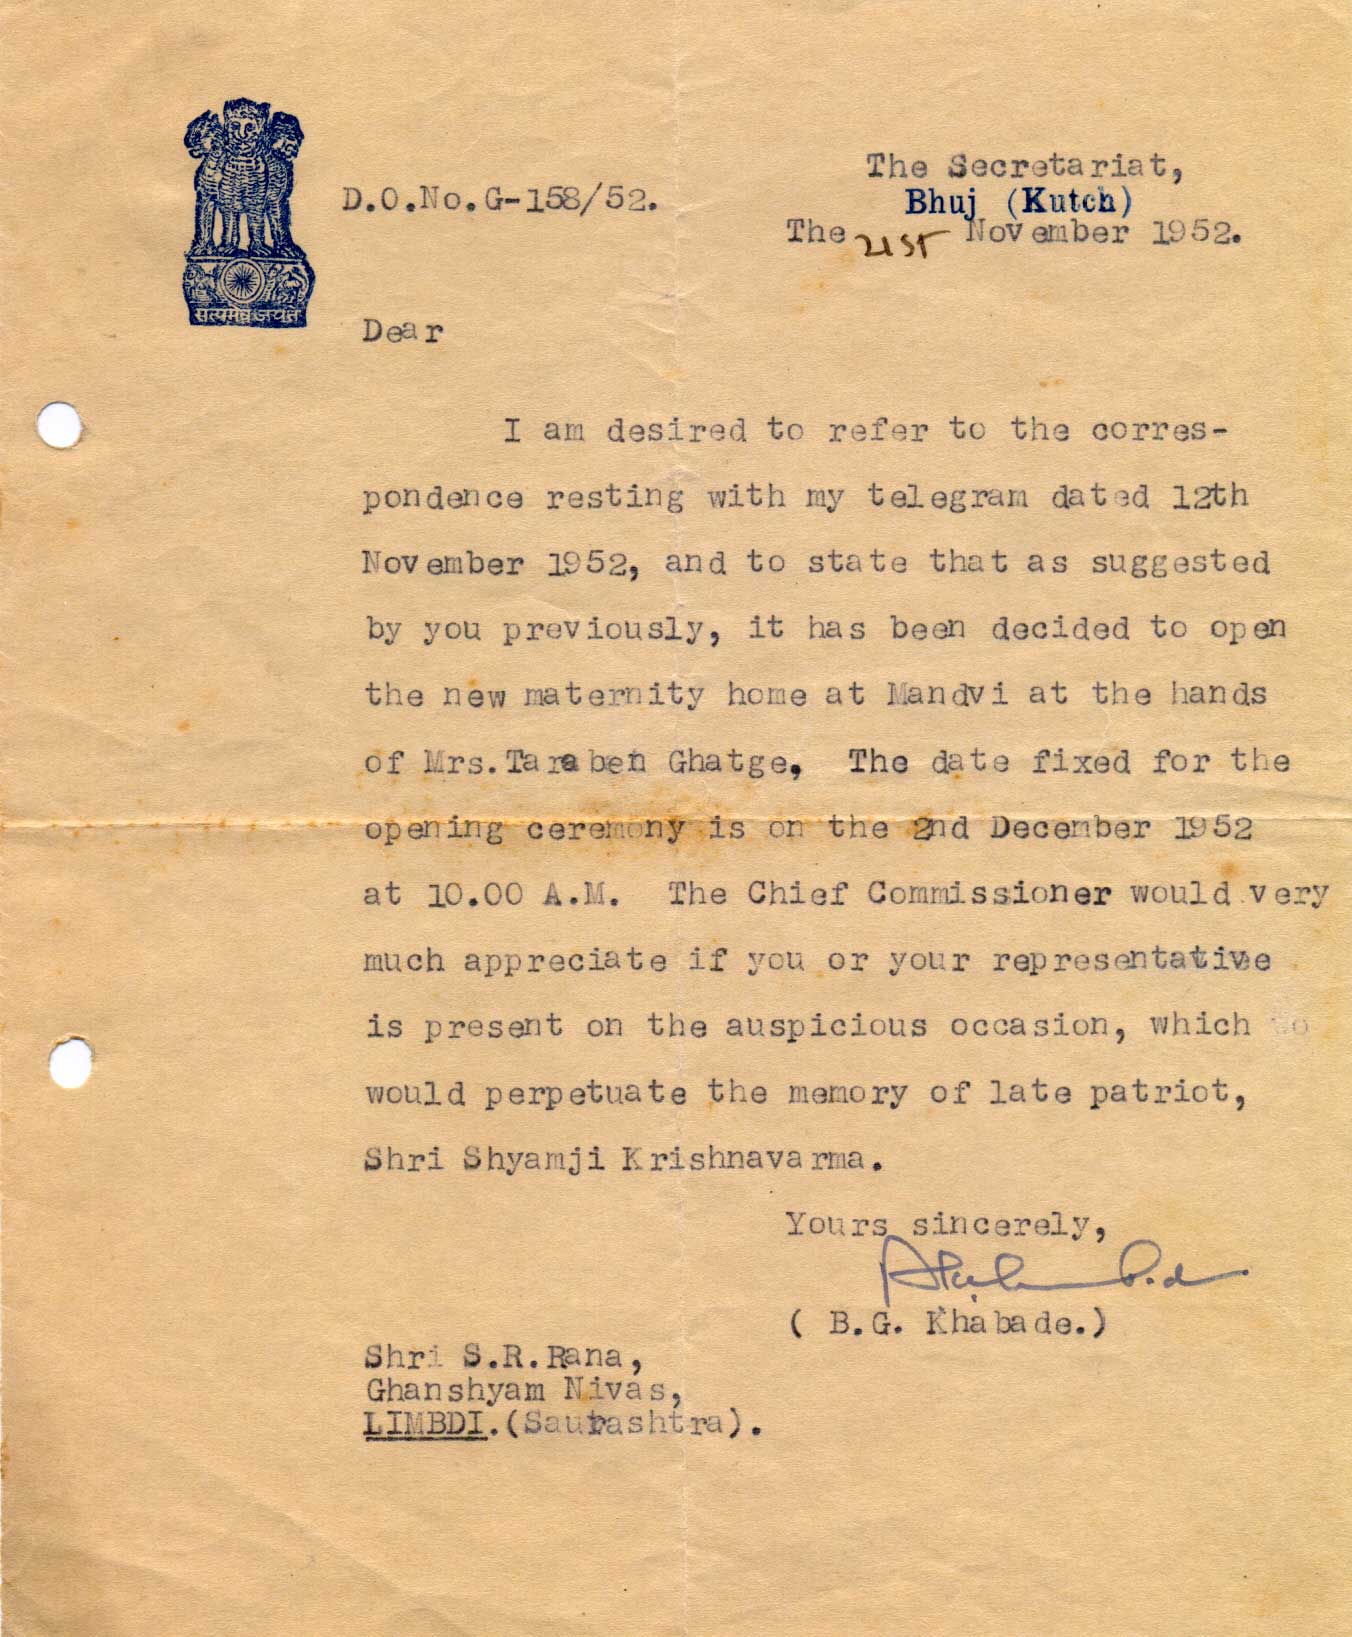 The Secretariat,
D.O.No.G-158/52.
Bhuj (Kutch)
The 21st November 1952.
सत्यमेव जयते
Dear
I am desired to refer to the corres-
pondence resting with my telegram dated 12th
November 1952, and to state that as suggested
by you previously, it has been decided to open
the new maternity home at Mandvi at the hands
of Mrs.Taraben Ghatge. The date fixed for the
opening ceremony is on the 2nd December 1952
at 10.00 A.M. The Chief Commissioner would very
much appreciate if you or your representative
is present on the auspicious occasion, which to
would perpetuate the memory of late patriot,
Shri Shyamji Krishnavarma.
Yours sincerely,
( B.G. Khabade.)
Shri S.R.Rana,
Ghanshyam Nivas,
LIMBDI.(Saurashtra).